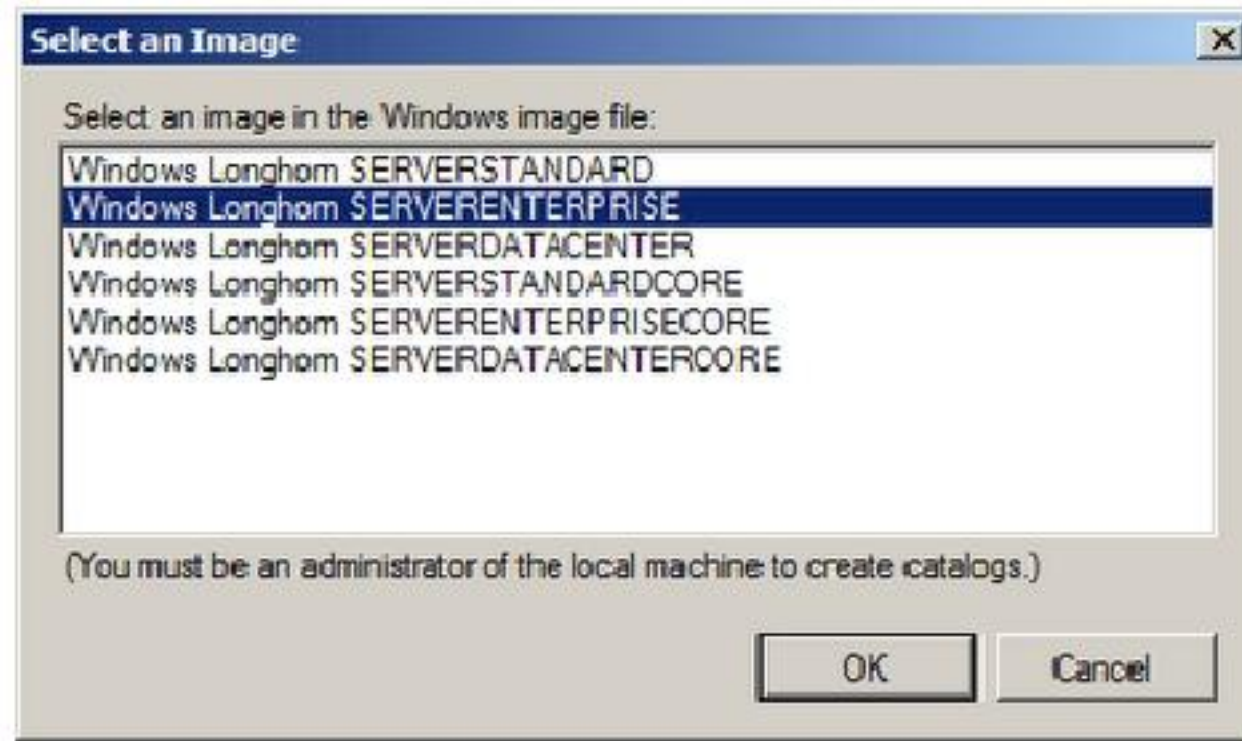 Select an Image
Select an image in the Windows image file:
Windows Longhorn SERVERSTANDARD
Windows Longhorn SERVERENTERPRISE
Windows Longhorn SERVERDATACENTER
Windows Longhorn SERVERSTANDARDCORE
Windows Longhorn SERVERENTERPRISECORE
Windows Longhorn SERVERDATACENTERCORE
(You must be an administrator of the local machine to create catalogs.)
OK Cancel